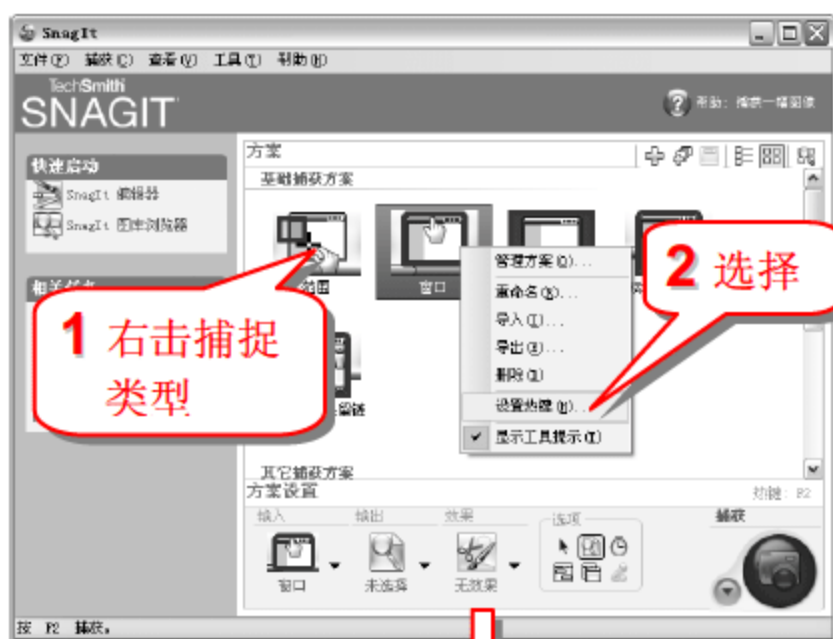 SnagIt
文件(F) 捕获(C) 查看(V) 工具(T) 帮助(H)
TechSmith
SNAGIT
帮助: 捕获一幅图像
快速启动
SnagIt 编辑器
SnagIt 图库浏览器
方案
基础捕获方案
窗口
管理方案(O)...
重命名(R)...
导入(I)...
导出(E)...
删除(D)
设置热键(H)...
✓ 显示工具提示(T)
1 右击捕捉
类型
2 选择
其它捕获方案
方案设置
热键: F2
输入
窗口
输出
未选择
效果
无效果
选项
捕获
按 F2 捕获。